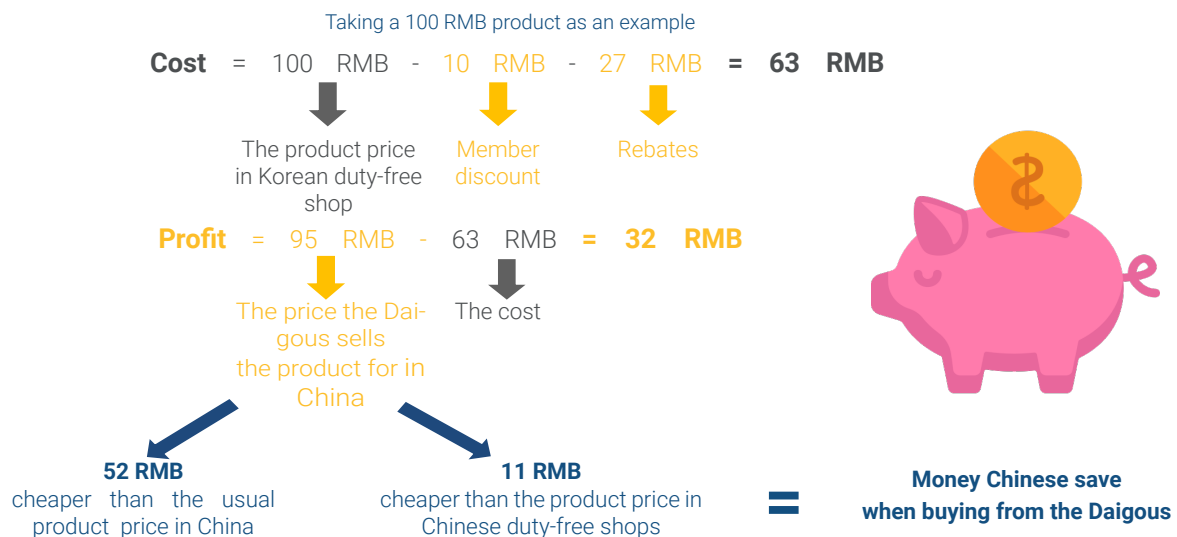 Taking a 100 RMB product as an example
Cost = 100 RMB - 10 RMB - 27 RMB = 63 RMB
The product price
in Korean duty-free
shop
Member
discount
Rebates
Profit = 95 RMB - 63 RMB = 32 RMB
The price the Dai-
gous sells
the product for in
China
The cost
52 RMB
cheaper than the usual
product price in China
11 RMB
cheaper than the product price in
Chinese duty-free shops
=
Money Chinese save
when buying from the Daigous